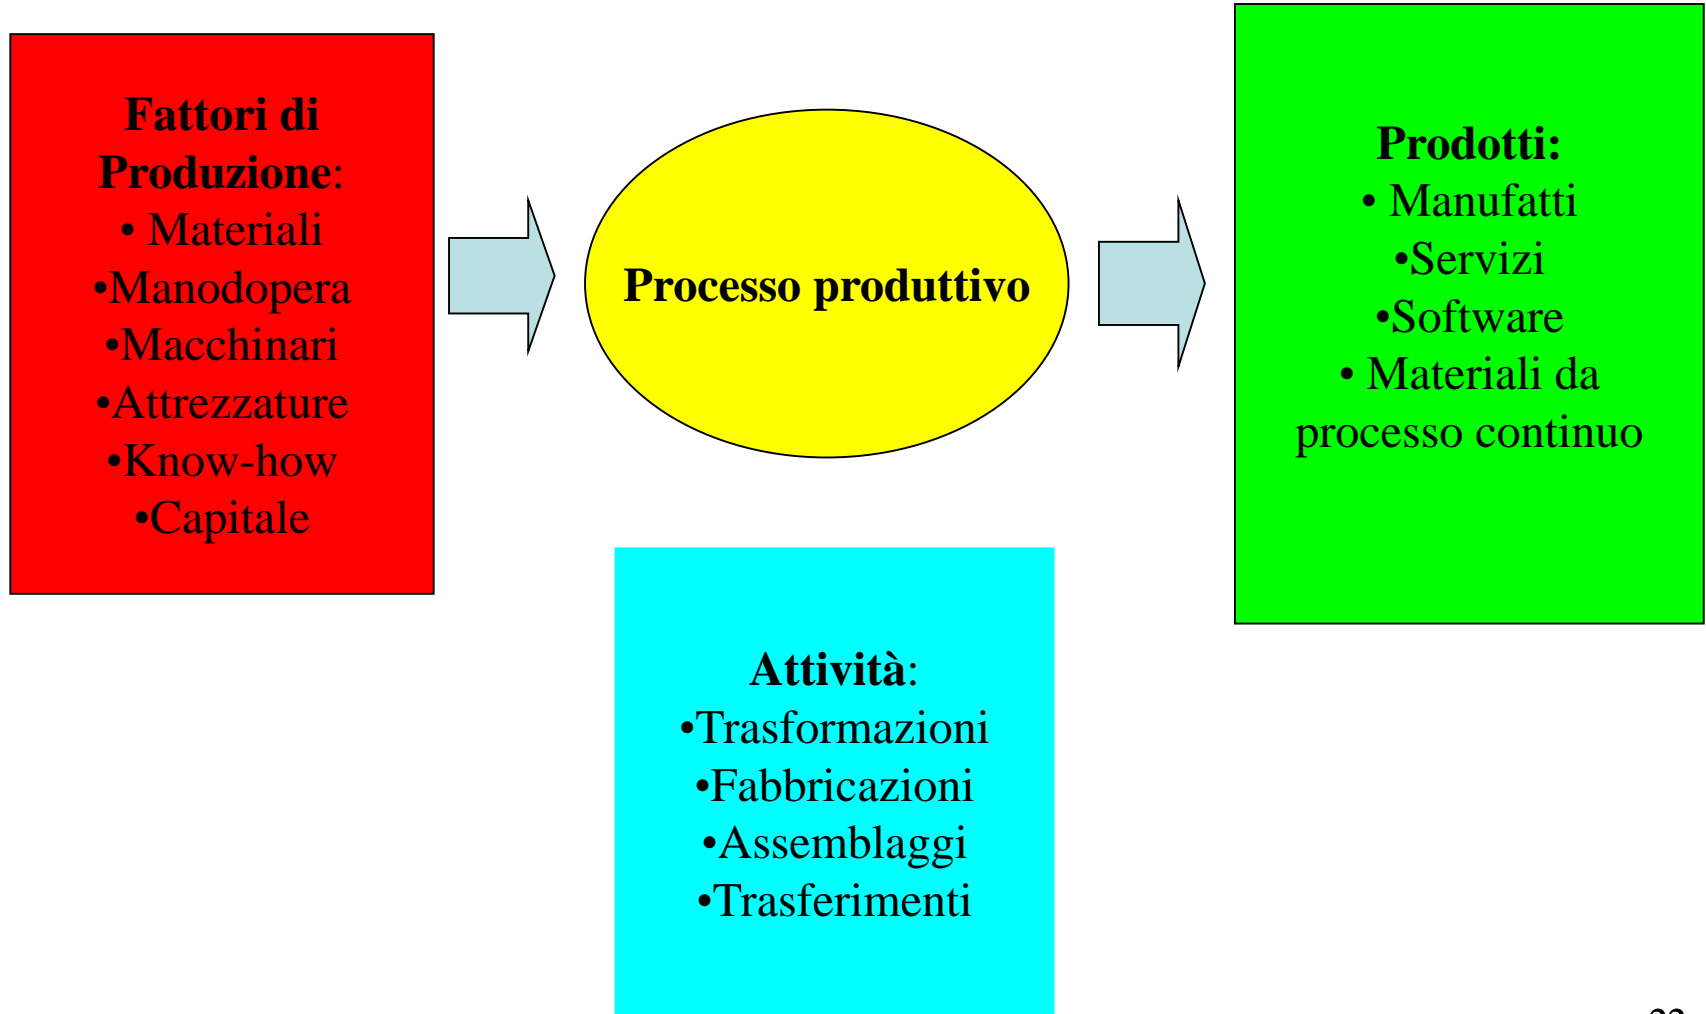 Fattori di
Produzione:
• Materiali
•Manodopera
•Macchinari
•Attrezzature
•Know-how
•Capitale
Processo produttivo
Prodotti:
• Manufatti
•Servizi
•Software
• Materiali da
processo continuo
Attività:
•Trasformazioni
•Fabbricazioni
•Assemblaggi
•Trasferimenti